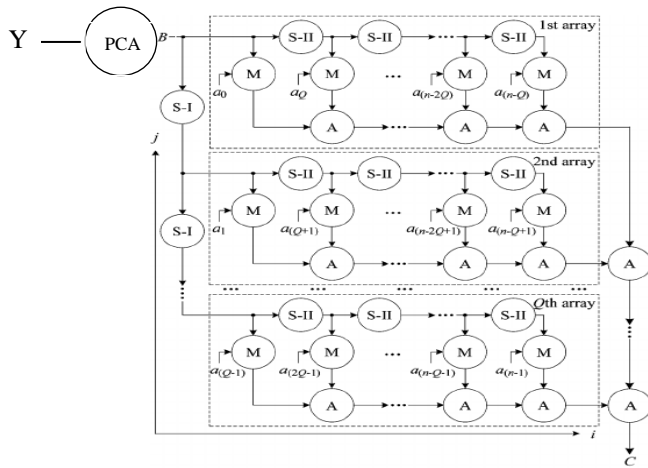 1st array
Y PCA B S-II S-II ... S-II
M M ... M M
a0 aQ a(n-2Q) a(n-Q)
S-I
A ... A A
j
2nd array
S-II S-II ... S-II
M M ... M M
S-I
a1 a(Q+1) a(n-2Q+1) a(n-Q+1)
A ... A A A
... ... ... ... ... ...
Qth array
S-II S-II ... S-II
M M ... M M
a(Q-1) a(2Q-1) a(n-Q-1) a(n-1)
A ... A A A
i
C